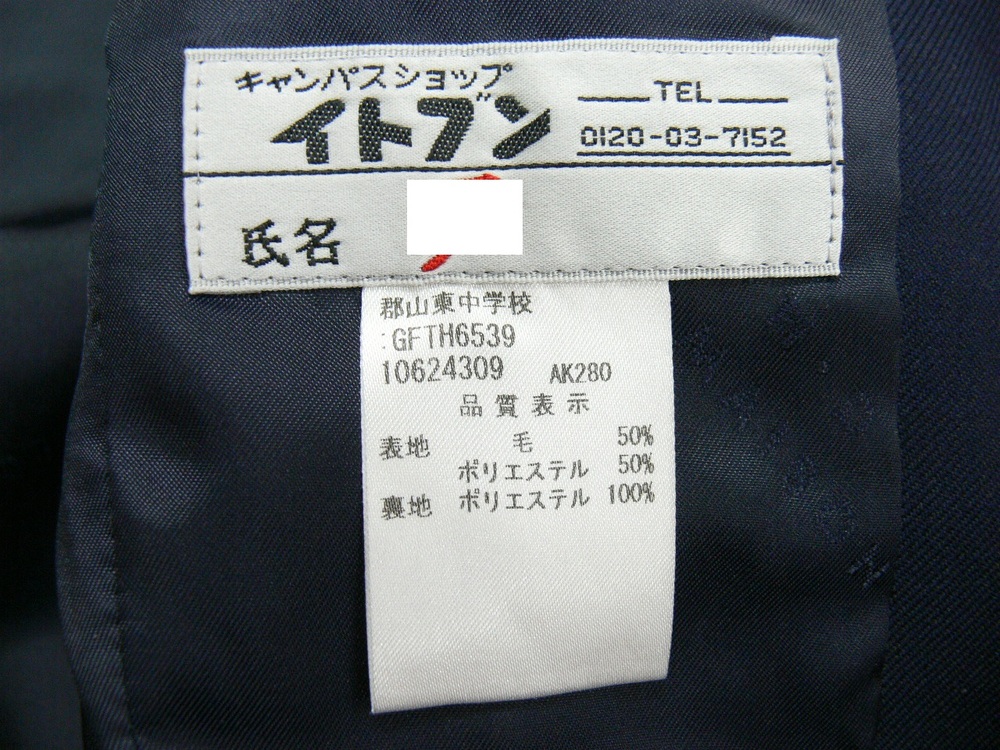 キャンパスショップ
イトブン
TEL
0120-03-7152
氏名
郡山東中学校
:GFTH6539
10624309 AK280
品質表示
表地 毛 50%
ポリエステル 50%
裏地 ポリエステル 100%